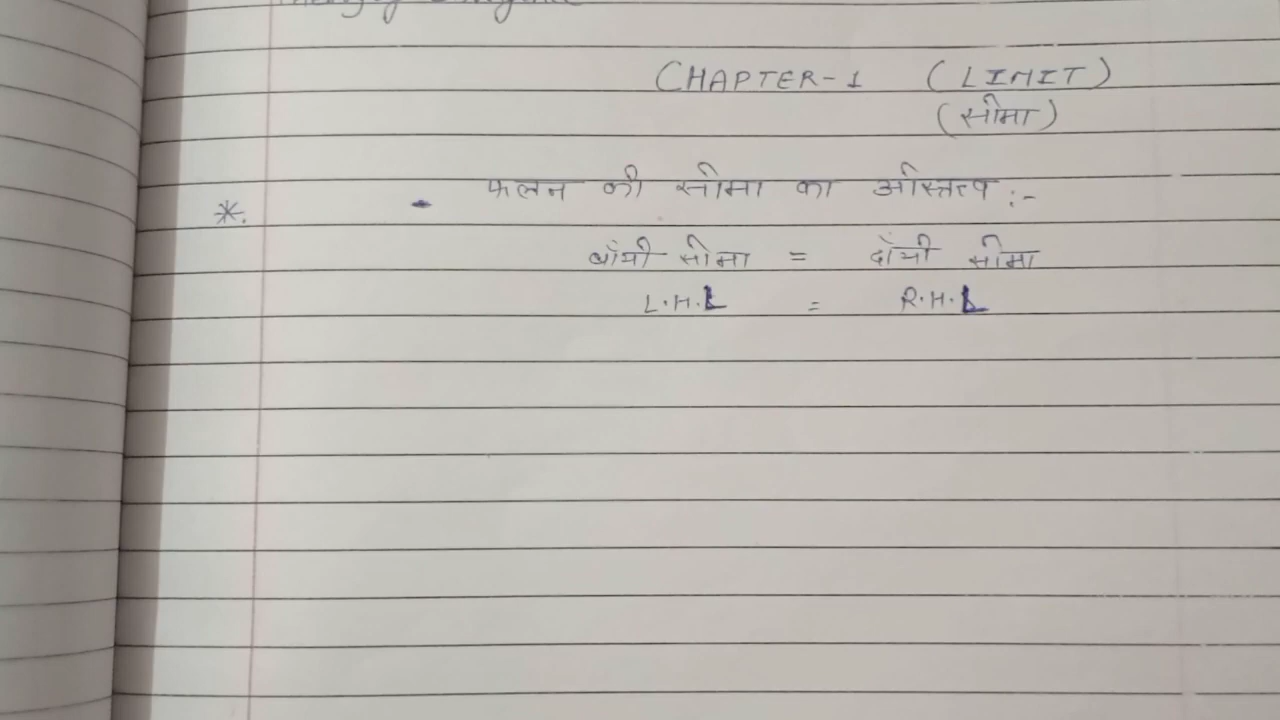 CHAPTER-1 (LIMIT)
(सीमा)
*. - फलन की सीमा का अस्तित्व :-
बाँयी सीमा = दाँयी सीमा
L.H.L = R.H.L